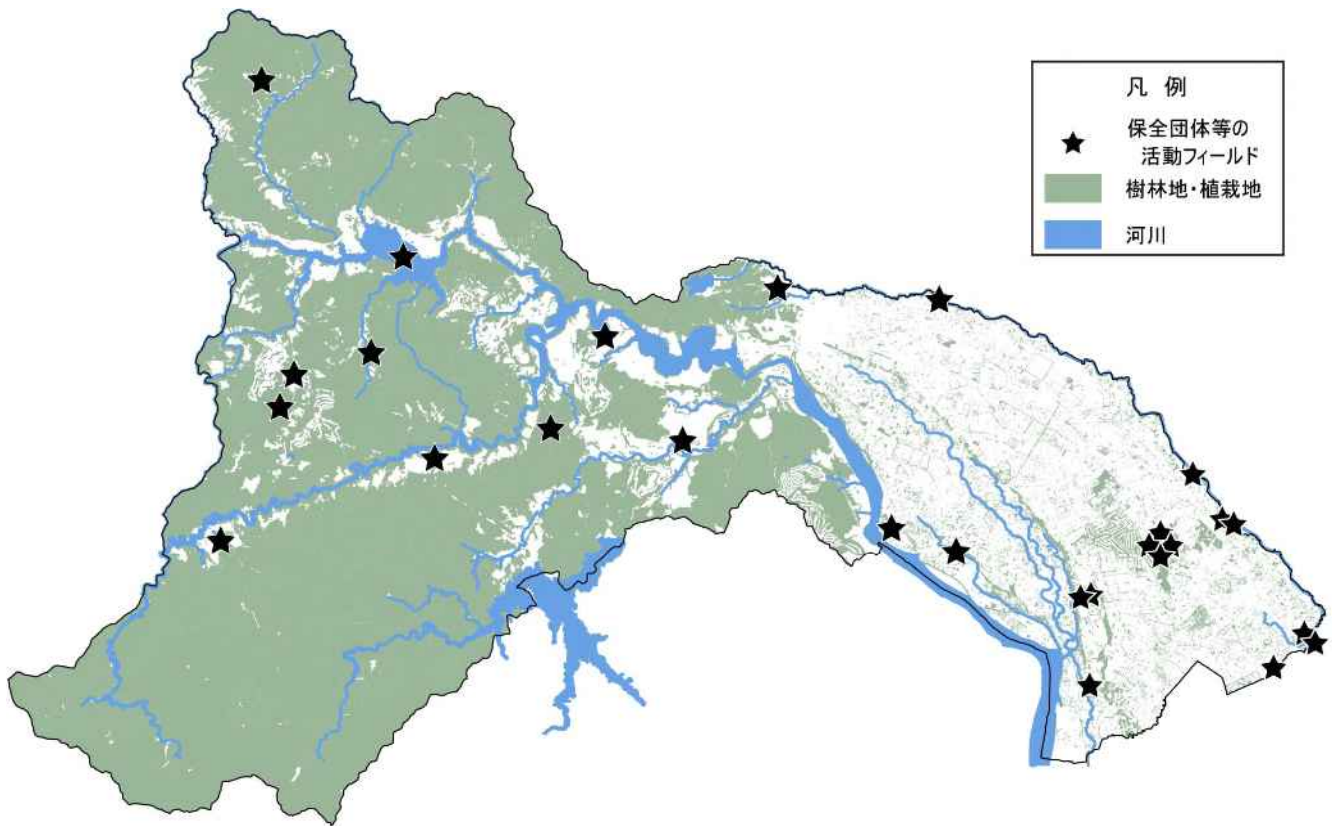 凡 例
保全団体等の
活動フィールド
樹林地・植栽地
河川